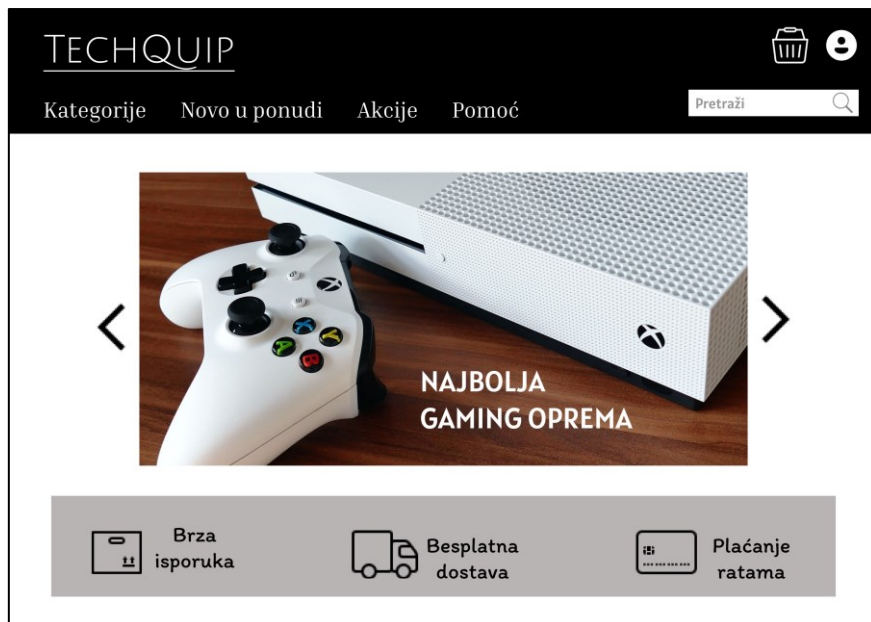 TECHQUIP
Kategorije Novo u ponudi Akcije Pomoć
Pretraži
NAJBOLJA
GAMING OPREMA
Brza
isporuka
Besplatna
dostava
Plaćanje
ratama